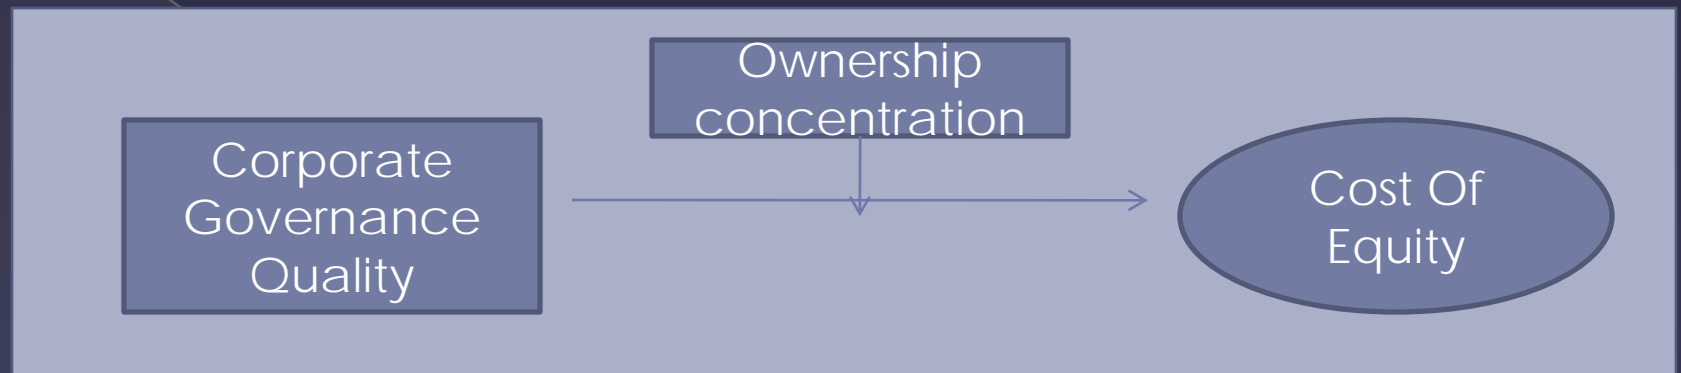 Ownership
concentration
Corporate
Governance
Quality
Cost Of
Equity